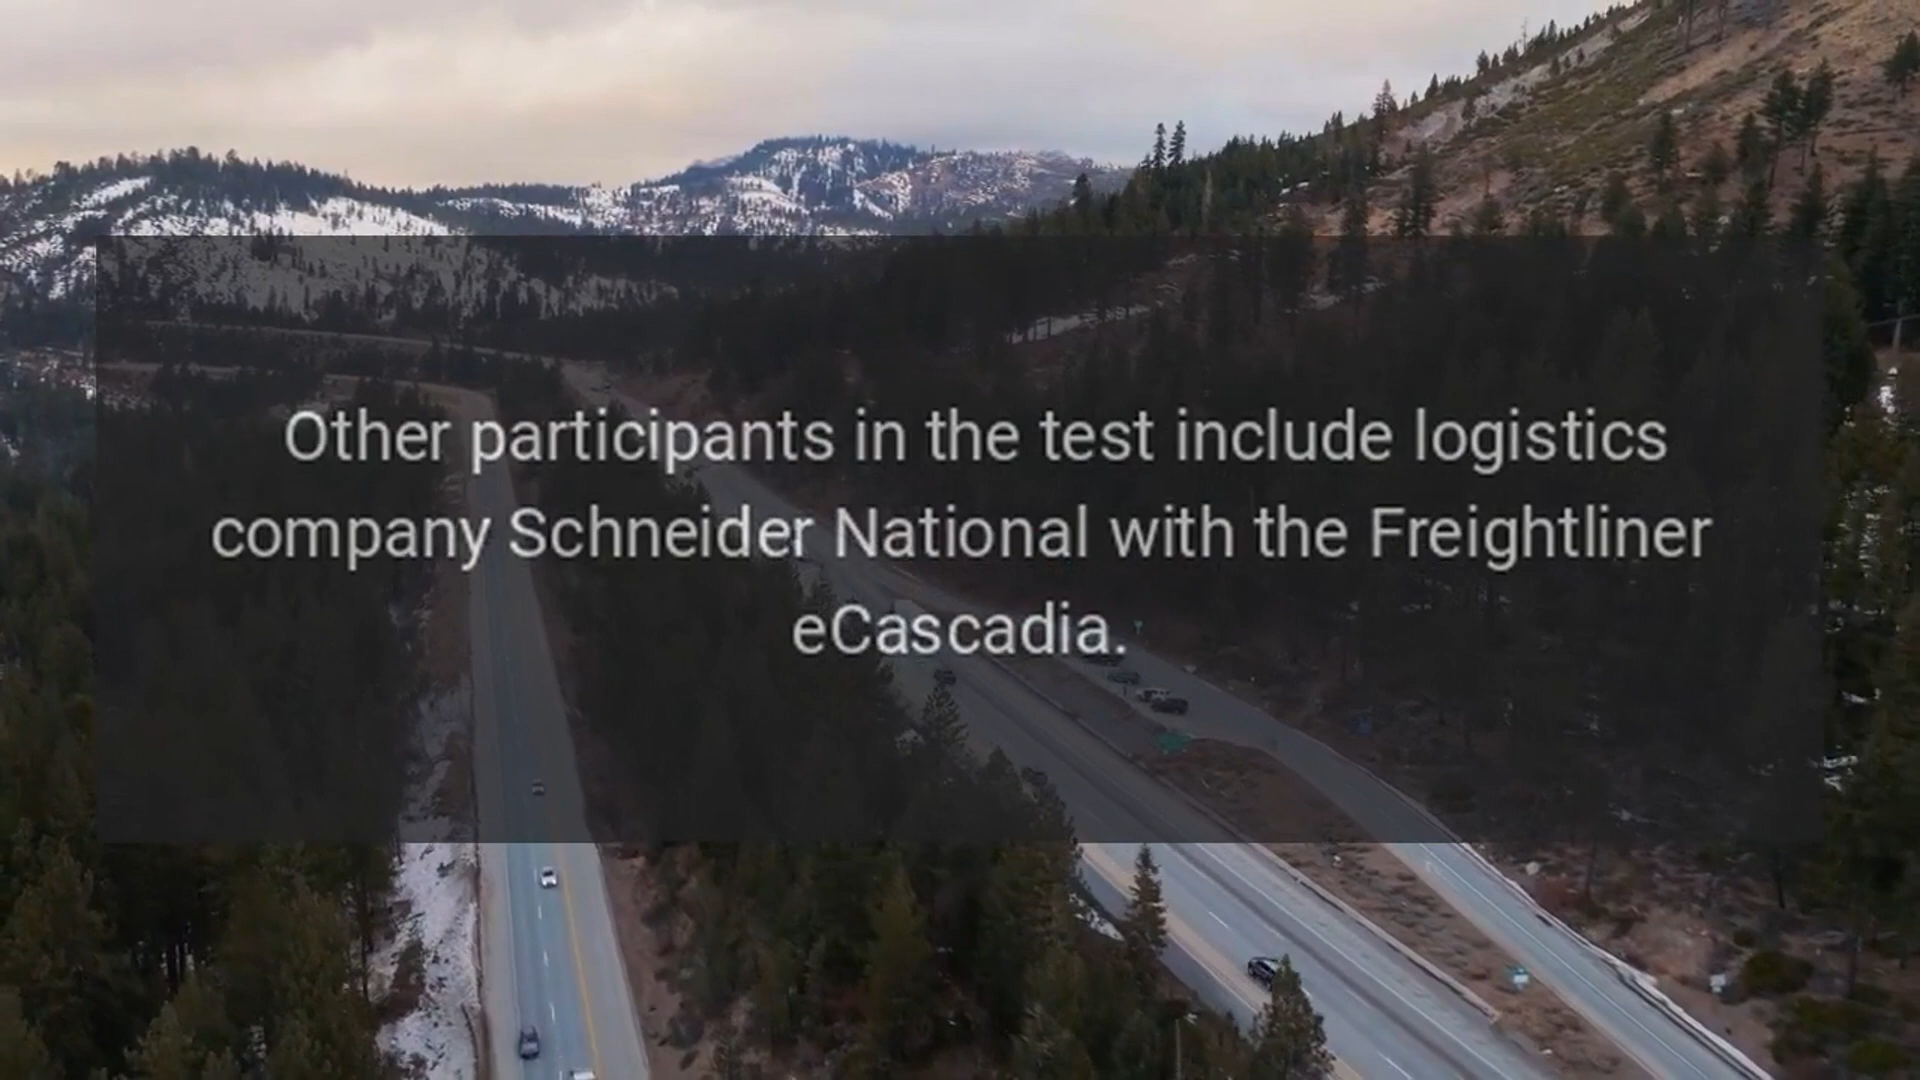 Other participants in the test include logistics
company Schneider National with the Freightliner
eCascadia.